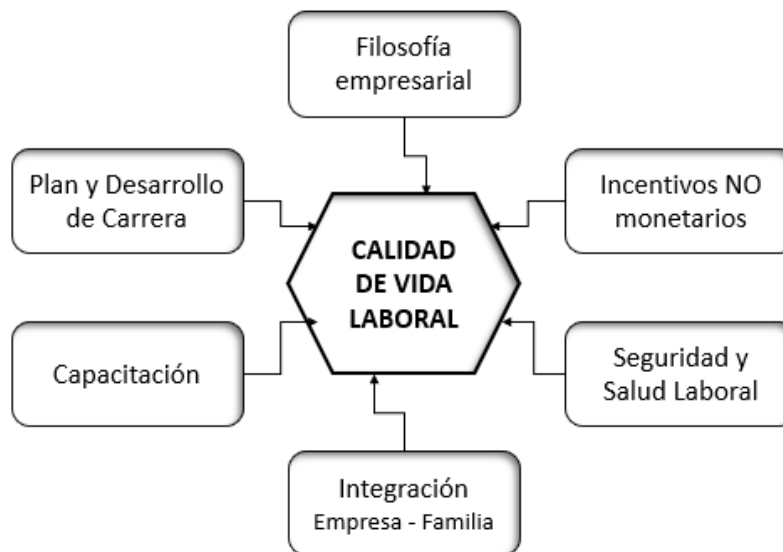 Filosofía
empresarial
Plan y Desarrollo
de Carrera
Incentivos NO
monetarios
CALIDAD
DE VIDA
LABORAL
Capacitación
Seguridad y
Salud Laboral
Integración
Empresa - Familia